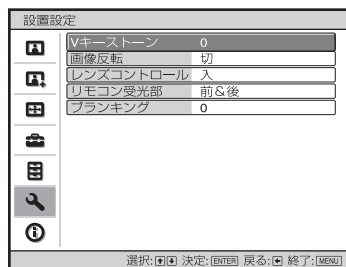 設置設定
Vキーストーン 0
画像反転 切
レンズコントロール 入
リモコン受光部 前&後
ブランキング 0
選択:↑↓ 決定:ENTER 戻る:← 終了:MENU